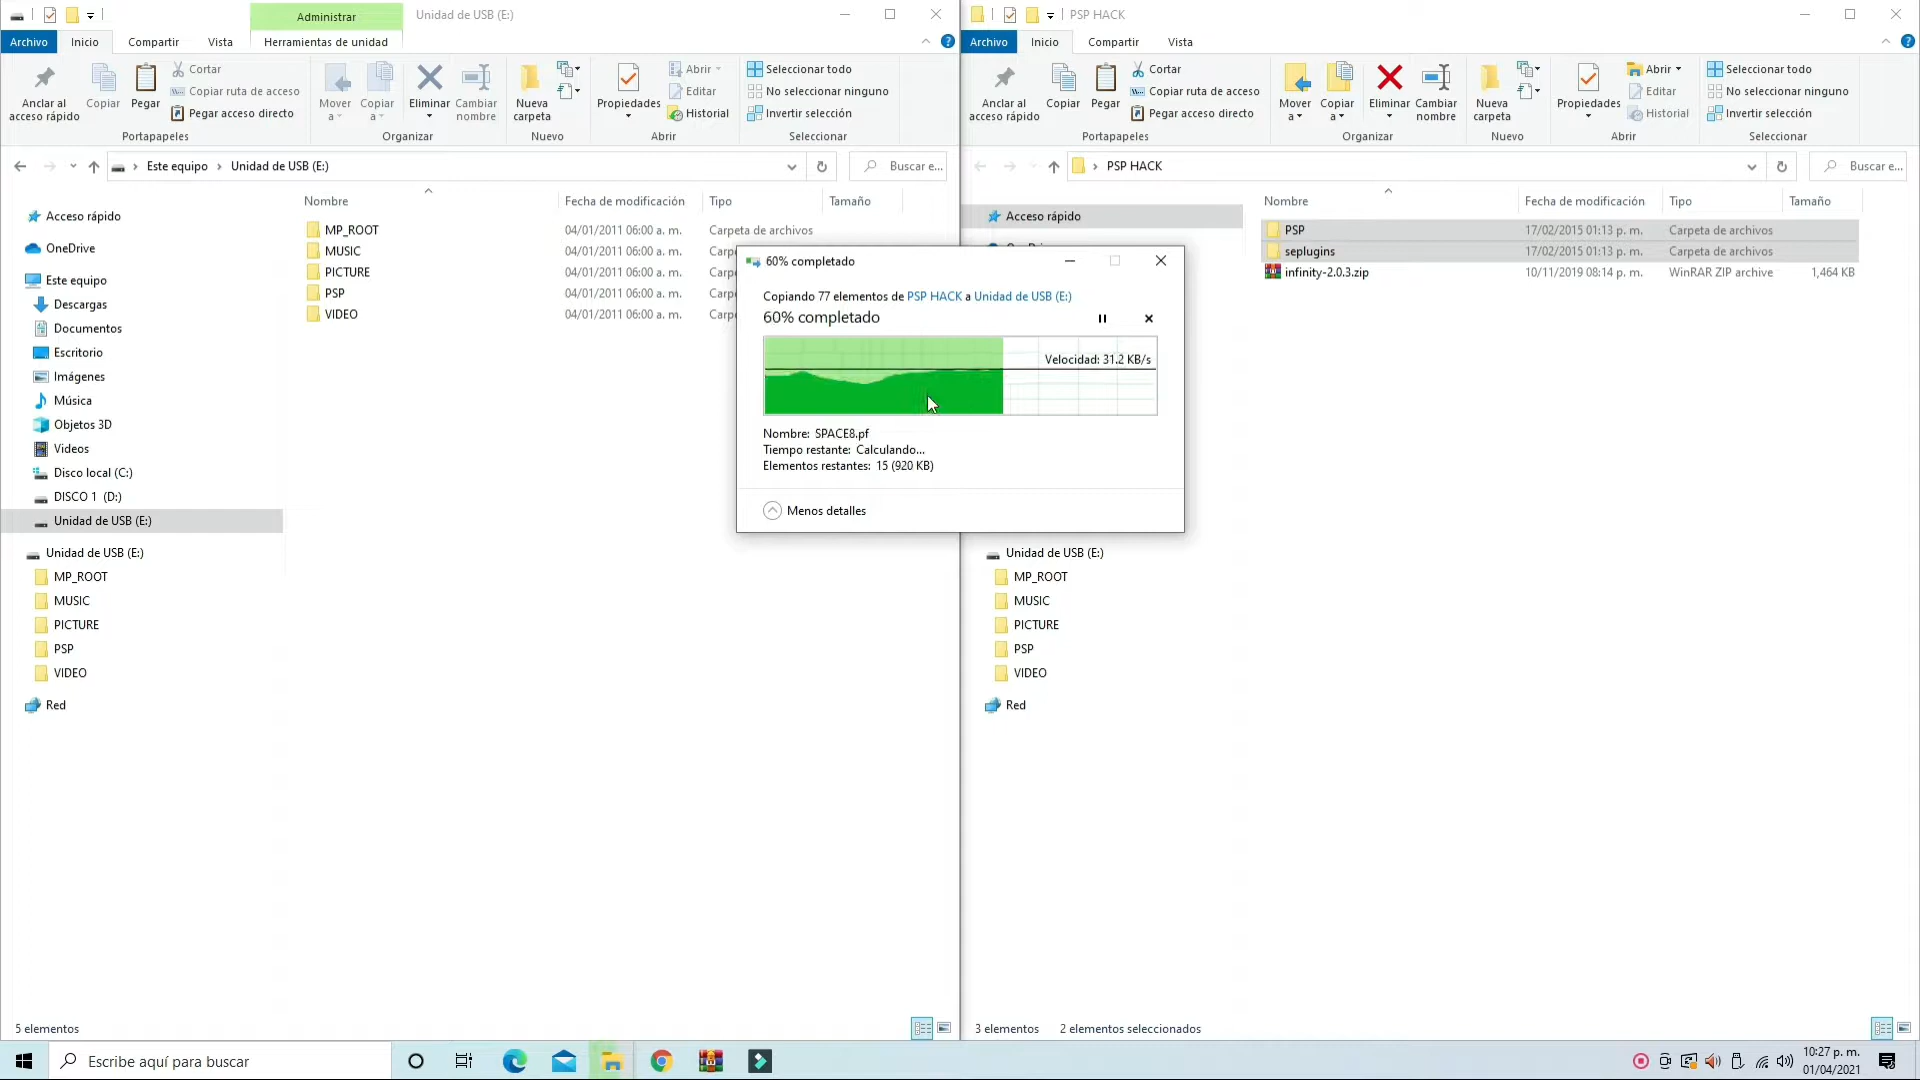 Administrar
Unidad de USB (E:)
Archivo
Inicio
Compartir
Vista
Herramientas de unidad
Anclar al acceso rápido
Copiar
Pegar
Cortar
Copiar ruta de acceso
Pegar acceso directo
Portapapeles
Mover a
Copiar a
Eliminar
Cambiar nombre
Organizar
Nueva carpeta
Nuevo
Propiedades
Abrir
Editar
Historial
Abrir
Seleccionar todo
No seleccionar ninguno
Invertir selección
Seleccionar
Este equipo
Unidad de USB (E:)
Buscar e...
Nombre
Fecha de modificación
Tipo
Tamaño
Acceso rápido
OneDrive
Este equipo
Descargas
Documentos
Escritorio
Imágenes
Música
Objetos 3D
Videos
Disco local (C:)
DISCO 1 (D:)
Unidad de USB (E:)
Unidad de USB (E:)
MP_ROOT
MUSIC
PICTURE
PSP
VIDEO
Red
MP_ROOT 04/01/2011 06:00 a. m. Carpeta de archivos
MUSIC 04/01/2011 06:00 a. m. Carpe
PICTURE 04/01/2011 06:00 a. m. Carpe
PSP 04/01/2011 06:00 a. m. Carpe
VIDEO 04/01/2011 06:00 a. m. Carpe
5 elementos
60% completado
Copiando 77 elementos de PSP HACK a Unidad de USB (E:)
60% completado
Velocidad: 31.2 KB/s
Nombre: SPACE8.pf
Tiempo restante: Calculando...
Elementos restantes: 15 (920 KB)
Menos detalles
PSP HACK
Archivo
Inicio
Compartir
Vista
Anclar al acceso rápido
Copiar
Pegar
Cortar
Copiar ruta de acceso
Pegar acceso directo
Portapapeles
Mover a
Copiar a
Eliminar
Cambiar nombre
Organizar
Nueva carpeta
Nuevo
Propiedades
Abrir
Editar
Historial
Abrir
Seleccionar todo
No seleccionar ninguno
Invertir selección
Seleccionar
PSP HACK
Buscar e...
Nombre
Fecha de modificación
Tipo
Tamaño
Acceso rápido
PSP 17/02/2015 01:13 p. m. Carpeta de archivos
seplugins 17/02/2015 01:13 p. m. Carpeta de archivos
infinity-2.0.3.zip 10/11/2019 08:14 p. m. WinRAR ZIP archive 1,464 KB
Unidad de USB (E:)
MP_ROOT
MUSIC
PICTURE
PSP
VIDEO
Red
3 elementos
2 elementos seleccionados
Escribe aquí para buscar
10:27 p. m.
01/04/2021